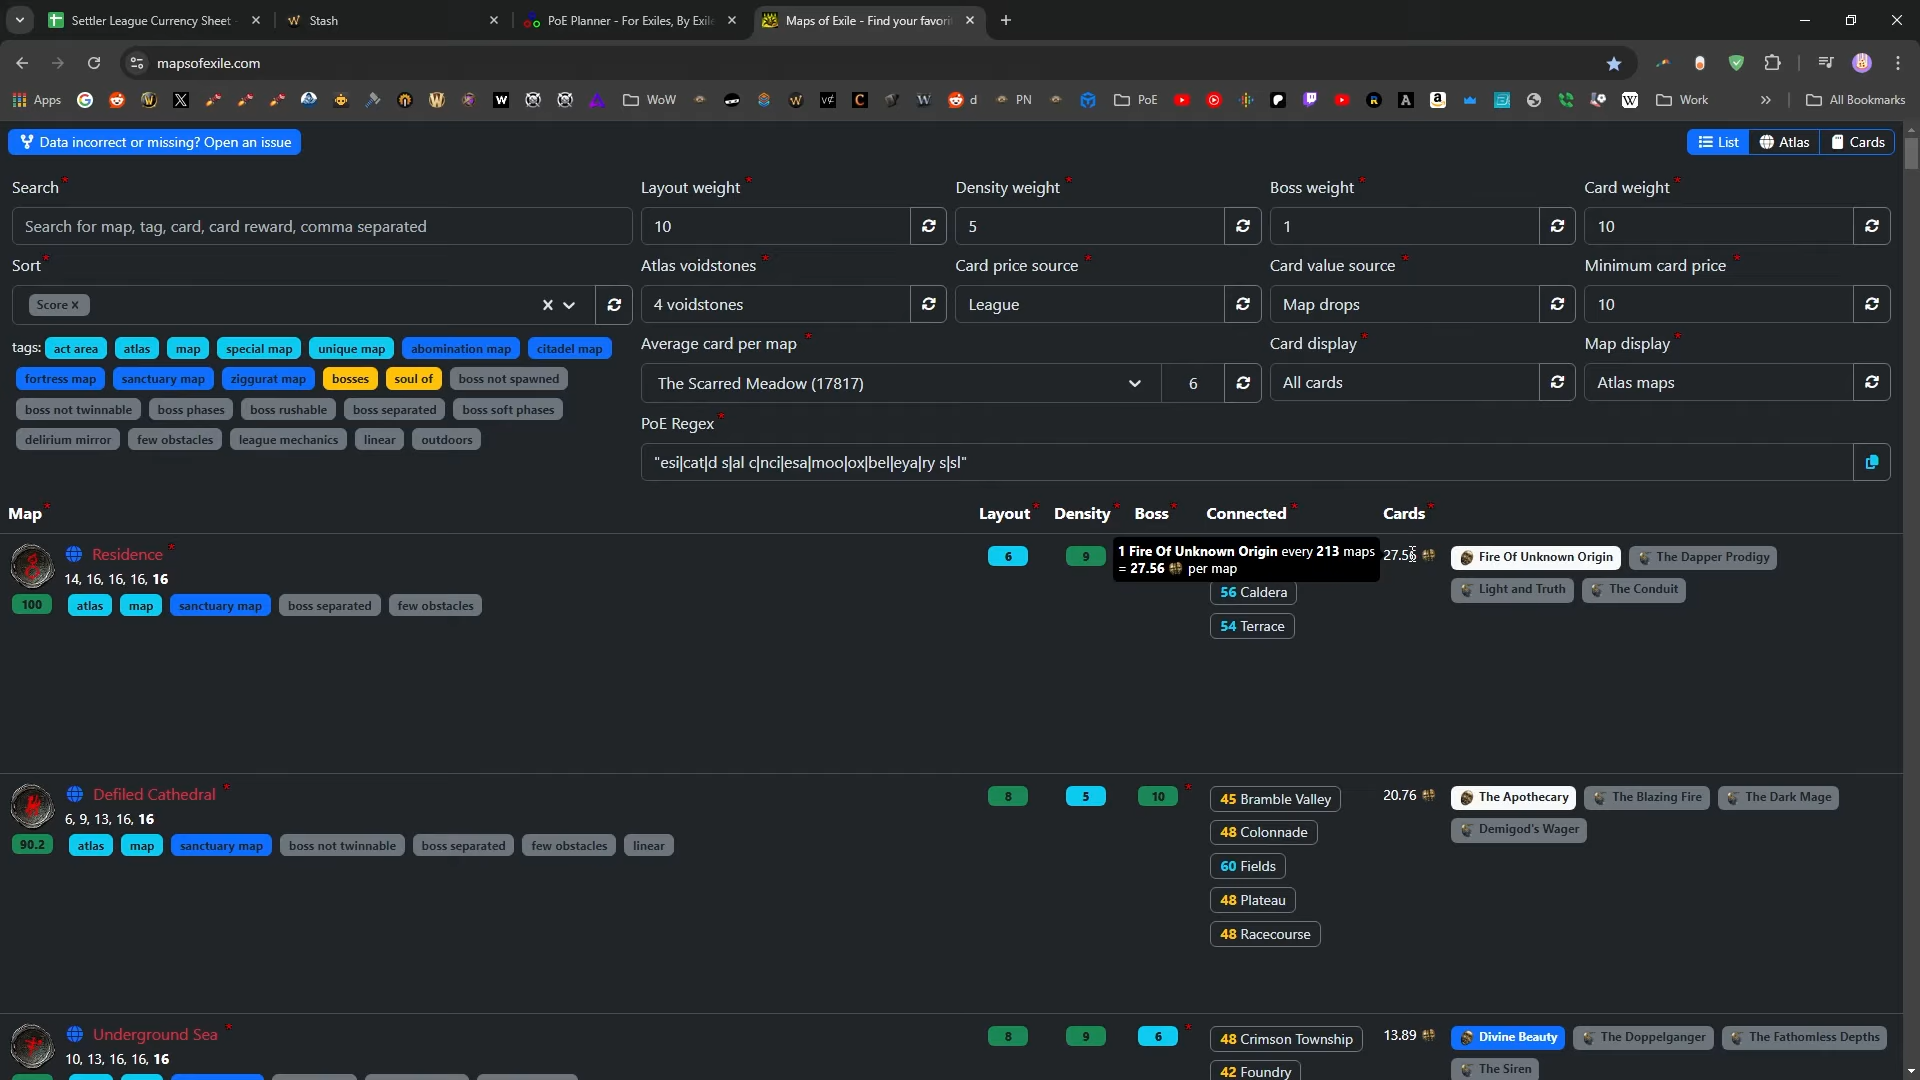 Settler League Currency Sheet
Stash
PoE Planner - For Exiles, By Exile
Maps of Exile - Find your favori
mapsofexile.com
Apps
WoW
d
PN
PoE
Work
All Bookmarks
Data incorrect or missing? Open an issue
List
Atlas
Cards
Search*
Layout weight*
Density weight*
Boss weight*
Card weight*
Search for map, tag, card, card reward, comma separated
10
5
1
10
Sort*
Atlas voidstones*
Card price source*
Card value source*
Minimum card price*
Score ×
4 voidstones
League
Map drops
10
tags: act area atlas map special map unique map abomination map citadel map
fortress map sanctuary map ziggurat map bosses soul of boss not spawned
boss not twinnable boss phases boss rushable boss separated boss soft phases
delirium mirror few obstacles league mechanics linear outdoors
Average card per map*
Card display*
Map display*
The Scarred Meadow (17817)
6
All cards
Atlas maps
PoE Regex*
"esi|cat|d s|al c|nci|esa|moo|ox|bel|eya|ry s|sl"
Map*
Layout*
Density*
Boss*
Connected*
Cards*
Residence*
14, 16, 16, 16, 16
100 atlas map sanctuary map boss separated few obstacles
6
9
1 Fire Of Unknown Origin every 213 maps
= 27.56 per map
56 Caldera
54 Terrace
27.56
Fire Of Unknown Origin
The Dapper Prodigy
Light and Truth
The Conduit
Defiled Cathedral*
6, 9, 13, 16, 16
90.2 atlas map sanctuary map boss not twinnable boss separated few obstacles linear
8
5
10*
45 Bramble Valley
48 Colonnade
60 Fields
48 Plateau
48 Racecourse
20.76
The Apothecary
The Blazing Fire
The Dark Mage
Demigod's Wager
Underground Sea*
10, 13, 16, 16, 16
8
9
6*
48 Crimson Township
42 Foundry
13.89
Divine Beauty
The Doppelganger
The Fathomless Depths
The Siren